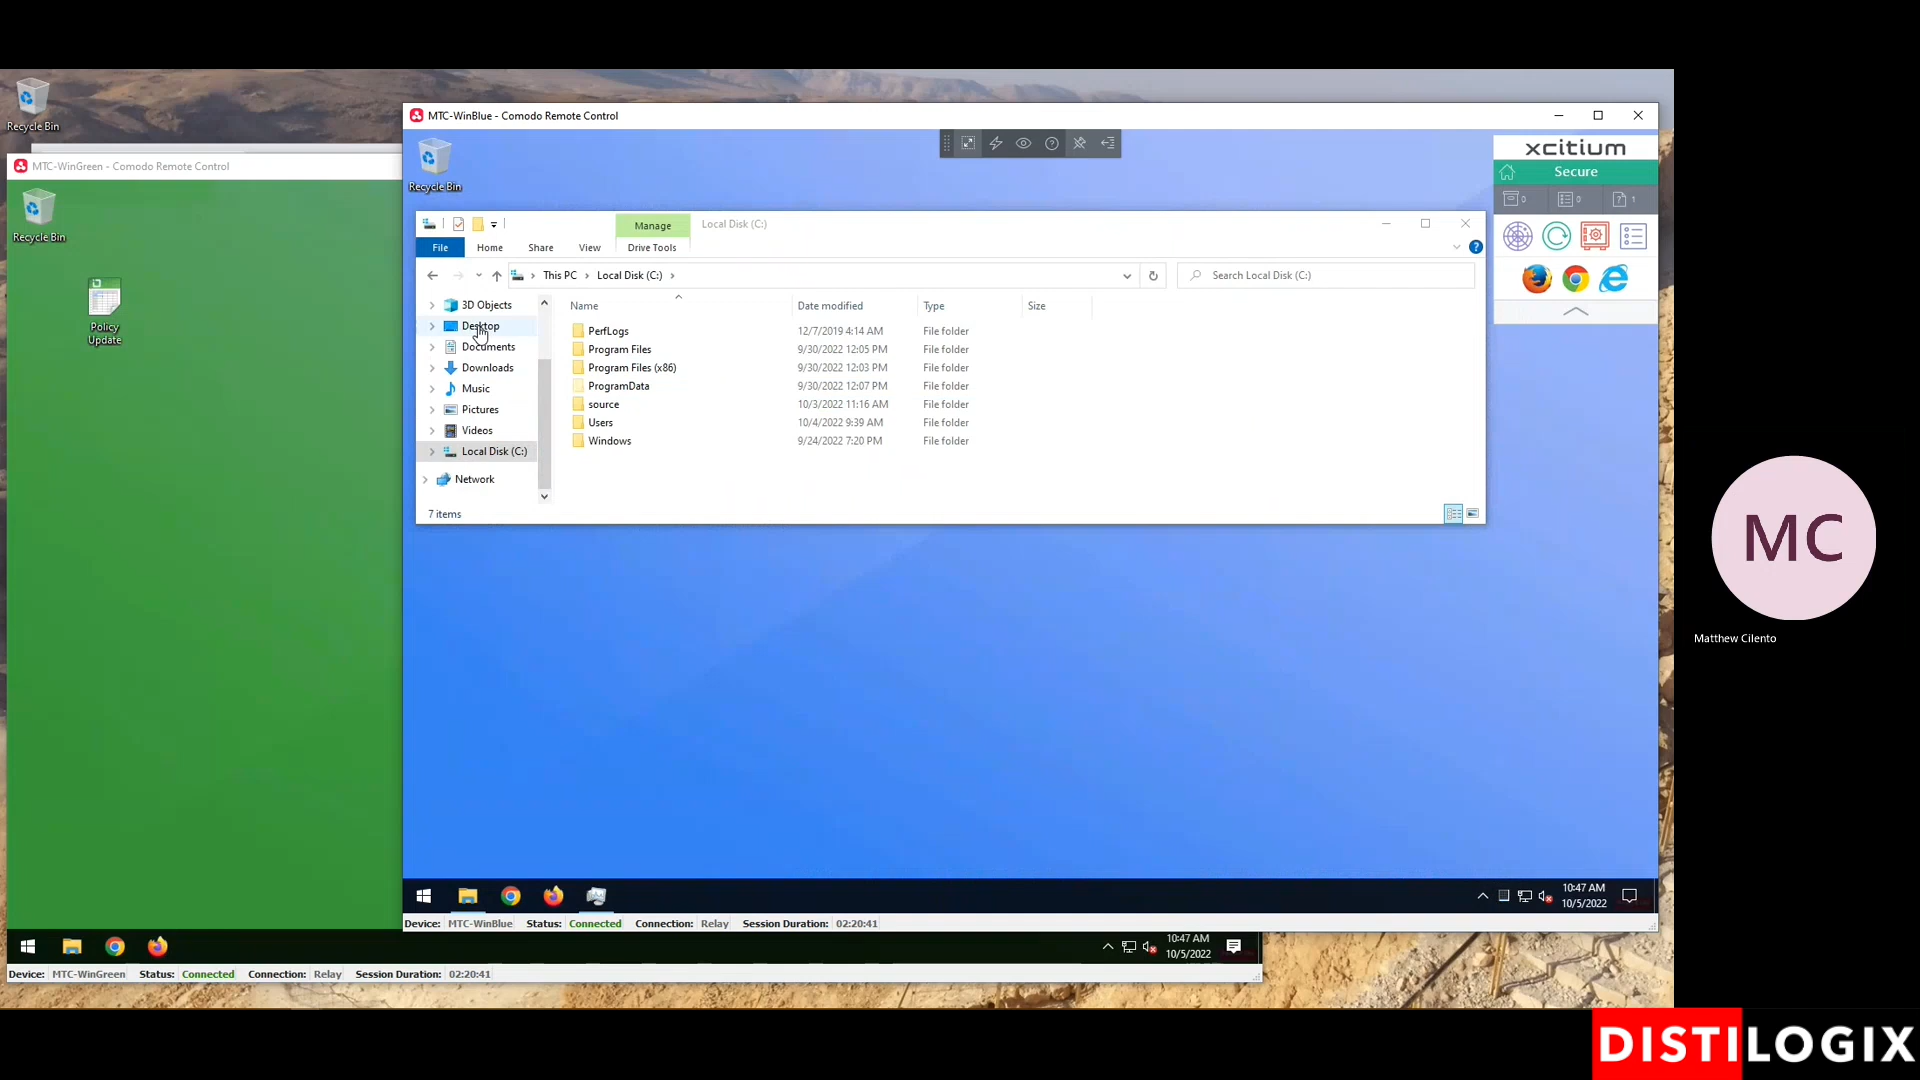 Recycle Bin
MTC-WinBlue - Comodo Remote Control
MTC-WinGreen - Comodo Remote Control
Recycle Bin
Recycle Bin
Policy
Update
xcitium
Secure
0
0
1
Manage
Local Disk (C:)
File
Home
Share
View
Drive Tools
This PC
Local Disk (C:)
Search Local Disk (C:)
3D Objects
Desktop
Documents
Downloads
Music
Pictures
Videos
Local Disk (C:)
Network
Name Date modified Type Size
PerfLogs 12/7/2019 4:14 AM File folder
Program Files 9/30/2022 12:05 PM File folder
Program Files (x86) 9/30/2022 12:03 PM File folder
ProgramData 9/30/2022 12:07 PM File folder
source 10/3/2022 11:16 AM File folder
Users 10/4/2022 9:39 AM File folder
Windows 9/24/2022 7:20 PM File folder
7 items
10:47 AM
10/5/2022
Device: MTC-WinBlue Status: Connected Connection: Relay Session Duration: 02:20:41
10:47 AM
10/5/2022
Device: MTC-WinGreen Status: Connected Connection: Relay Session Duration: 02:20:41
MC
Matthew Cilento
DISTILOGIX